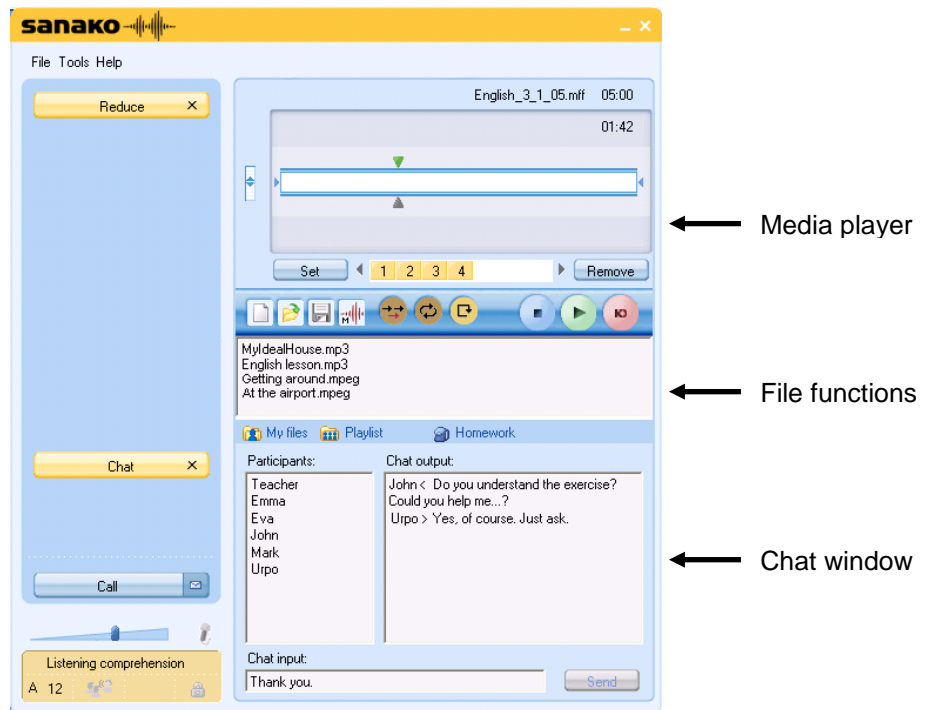 sanako
File Tools Help
Reduce
English_3_1_05.mff 05:00
01:42
Media player
Set 1 2 3 4 Remove
M
MyIdealHouse.mp3
English lesson.mp3
Getting around.mpeg
At the airport.mpeg
File functions
My files Playlist Homework
Chat
Participants:
Teacher
Emma
Eva
John
Mark
Urpo
Chat output:
John < Do you understand the exercise?
Could you help me...?
Urpo > Yes, of course. Just ask.
Chat window
Call
Listening comprehension
A 12
Chat input:
Thank you.
Send